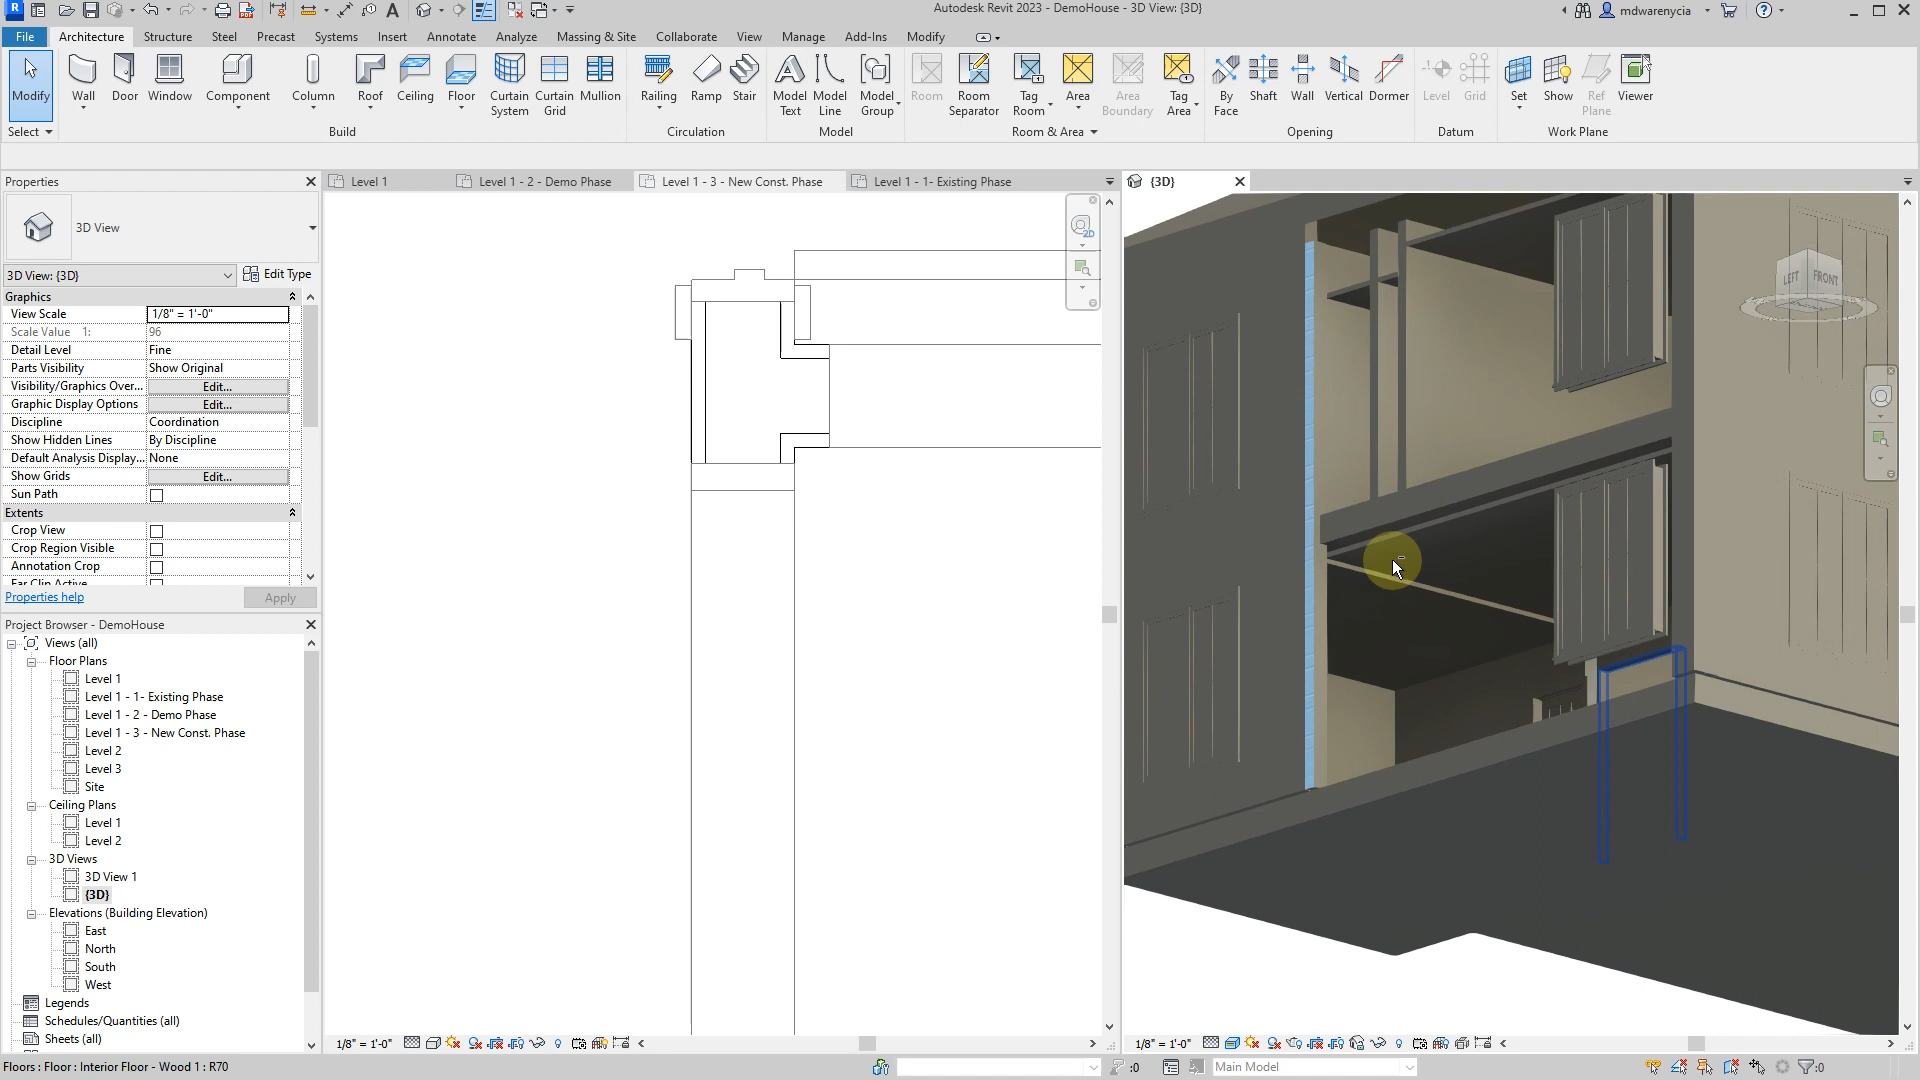 Autodesk Revit 2023 - DemoHouse - 3D View: {3D}
mdwarenycia
File Architecture Structure Steel Precast Systems Insert Annotate Analyze Massing & Site Collaborate View Manage Add-Ins Modify
Modify Wall Door Window Component Column Roof Ceiling Floor Curtain System Curtain Grid Mullion Railing Ramp Stair Model Text Model Line Model Group Room Room Separator Tag Room Area Area Boundary Tag Area By Face Shaft Wall Vertical Dormer Level Grid Set Show Ref Plane Viewer
Select Build Circulation Model Room & Area Opening Datum Work Plane
Properties
Level 1
Level 1 - 2 - Demo Phase
Level 1 - 3 - New Const. Phase
Level 1 - 1- Existing Phase
{3D}
3D View
3D View: {3D}
Edit Type
Graphics
View Scale 1/8" = 1'-0"
Scale Value 1: 96
Detail Level Fine
Parts Visibility Show Original
Visibility/Graphics Over... Edit...
Graphic Display Options Edit...
Discipline Coordination
Show Hidden Lines By Discipline
Default Analysis Display... None
Show Grids Edit...
Sun Path
Extents
Crop View
Crop Region Visible
Annotation Crop
Far Clip Active
Properties help
Apply
Project Browser - DemoHouse
Views (all)
Floor Plans
Level 1
Level 1 - 1- Existing Phase
Level 1 - 2 - Demo Phase
Level 1 - 3 - New Const. Phase
Level 2
Level 3
Site
Ceiling Plans
Level 1
Level 2
3D Views
3D View 1
{3D}
Elevations (Building Elevation)
East
North
South
West
Legends
Schedules/Quantities (all)
Sheets (all)
2D
LEFT
FRONT
1/8" = 1'-0"
1/8" = 1'-0"
Floors : Floor : Interior Floor - Wood 1 : R70
:0
Main Model
:0